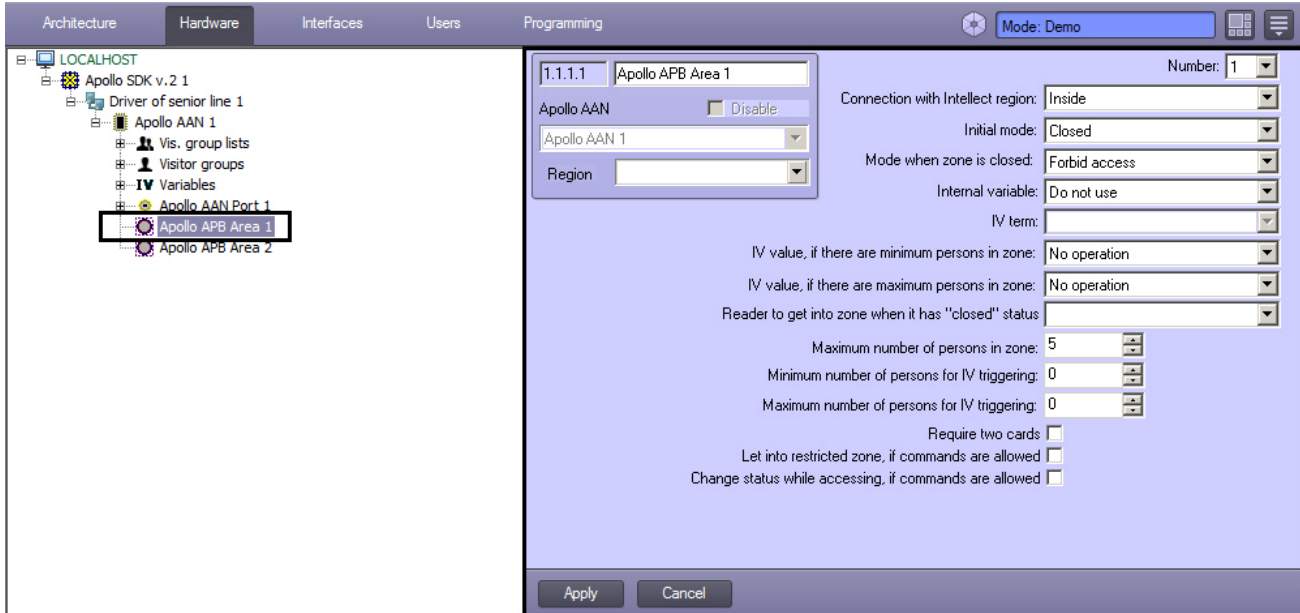 Architecture Hardware Interfaces Users Programming Mode: Demo
LOCALHOST
Apollo SDK v.2 1
Driver of senior line 1
Apollo AAN 1
Vis. group lists
Visitor groups
IV Variables
Apollo AAN Port 1
Apollo APB Area 1
Apollo APB Area 2
1.1.1.1 Apollo APB Area 1
Apollo AAN Disable
Apollo AAN 1
Region
Number: 1
Connection with Intellect region: Inside
Initial mode: Closed
Mode when zone is closed: Forbid access
Internal variable: Do not use
IV term:
IV value, if there are minimum persons in zone: No operation
IV value, if there are maximum persons in zone: No operation
Reader to get into zone when it has "closed" status
Maximum number of persons in zone: 5
Minimum number of persons for IV triggering: 0
Maximum number of persons for IV triggering: 0
Require two cards
Let into restricted zone, if commands are allowed
Change status while accessing, if commands are allowed
Apply Cancel